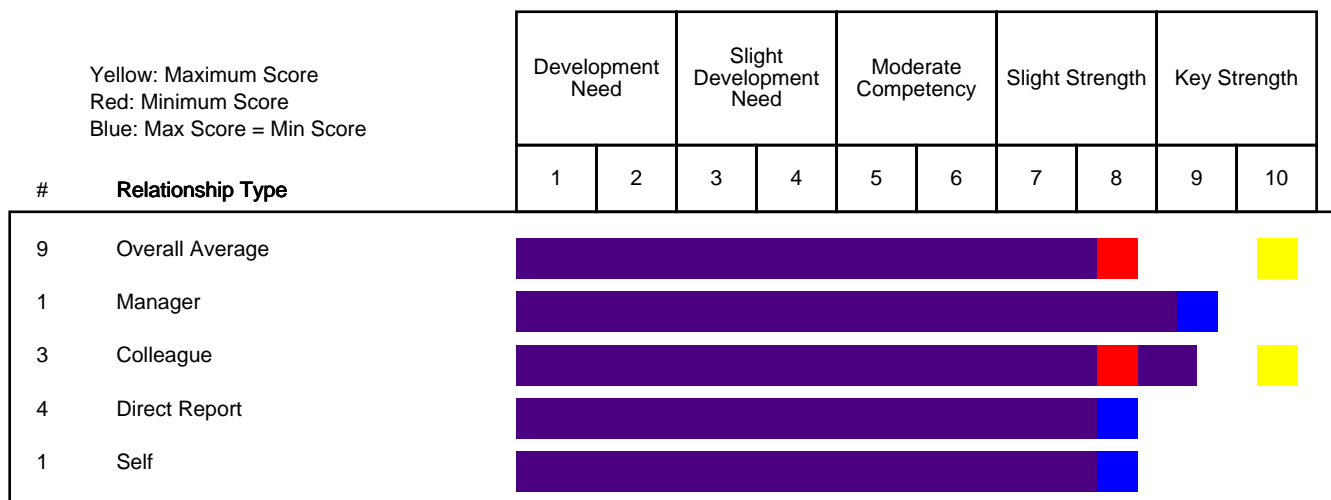 Yellow: Maximum Score
Red: Minimum Score
Blue: Max Score = Min Score
Development
Need
Slight
Development
Need
Moderate
Competency
Slight Strength
Key Strength
# Relationship Type 1 2 3 4 5 6 7 8 9 10
9 Overall Average
1 Manager
3 Colleague
4 Direct Report
1 Self